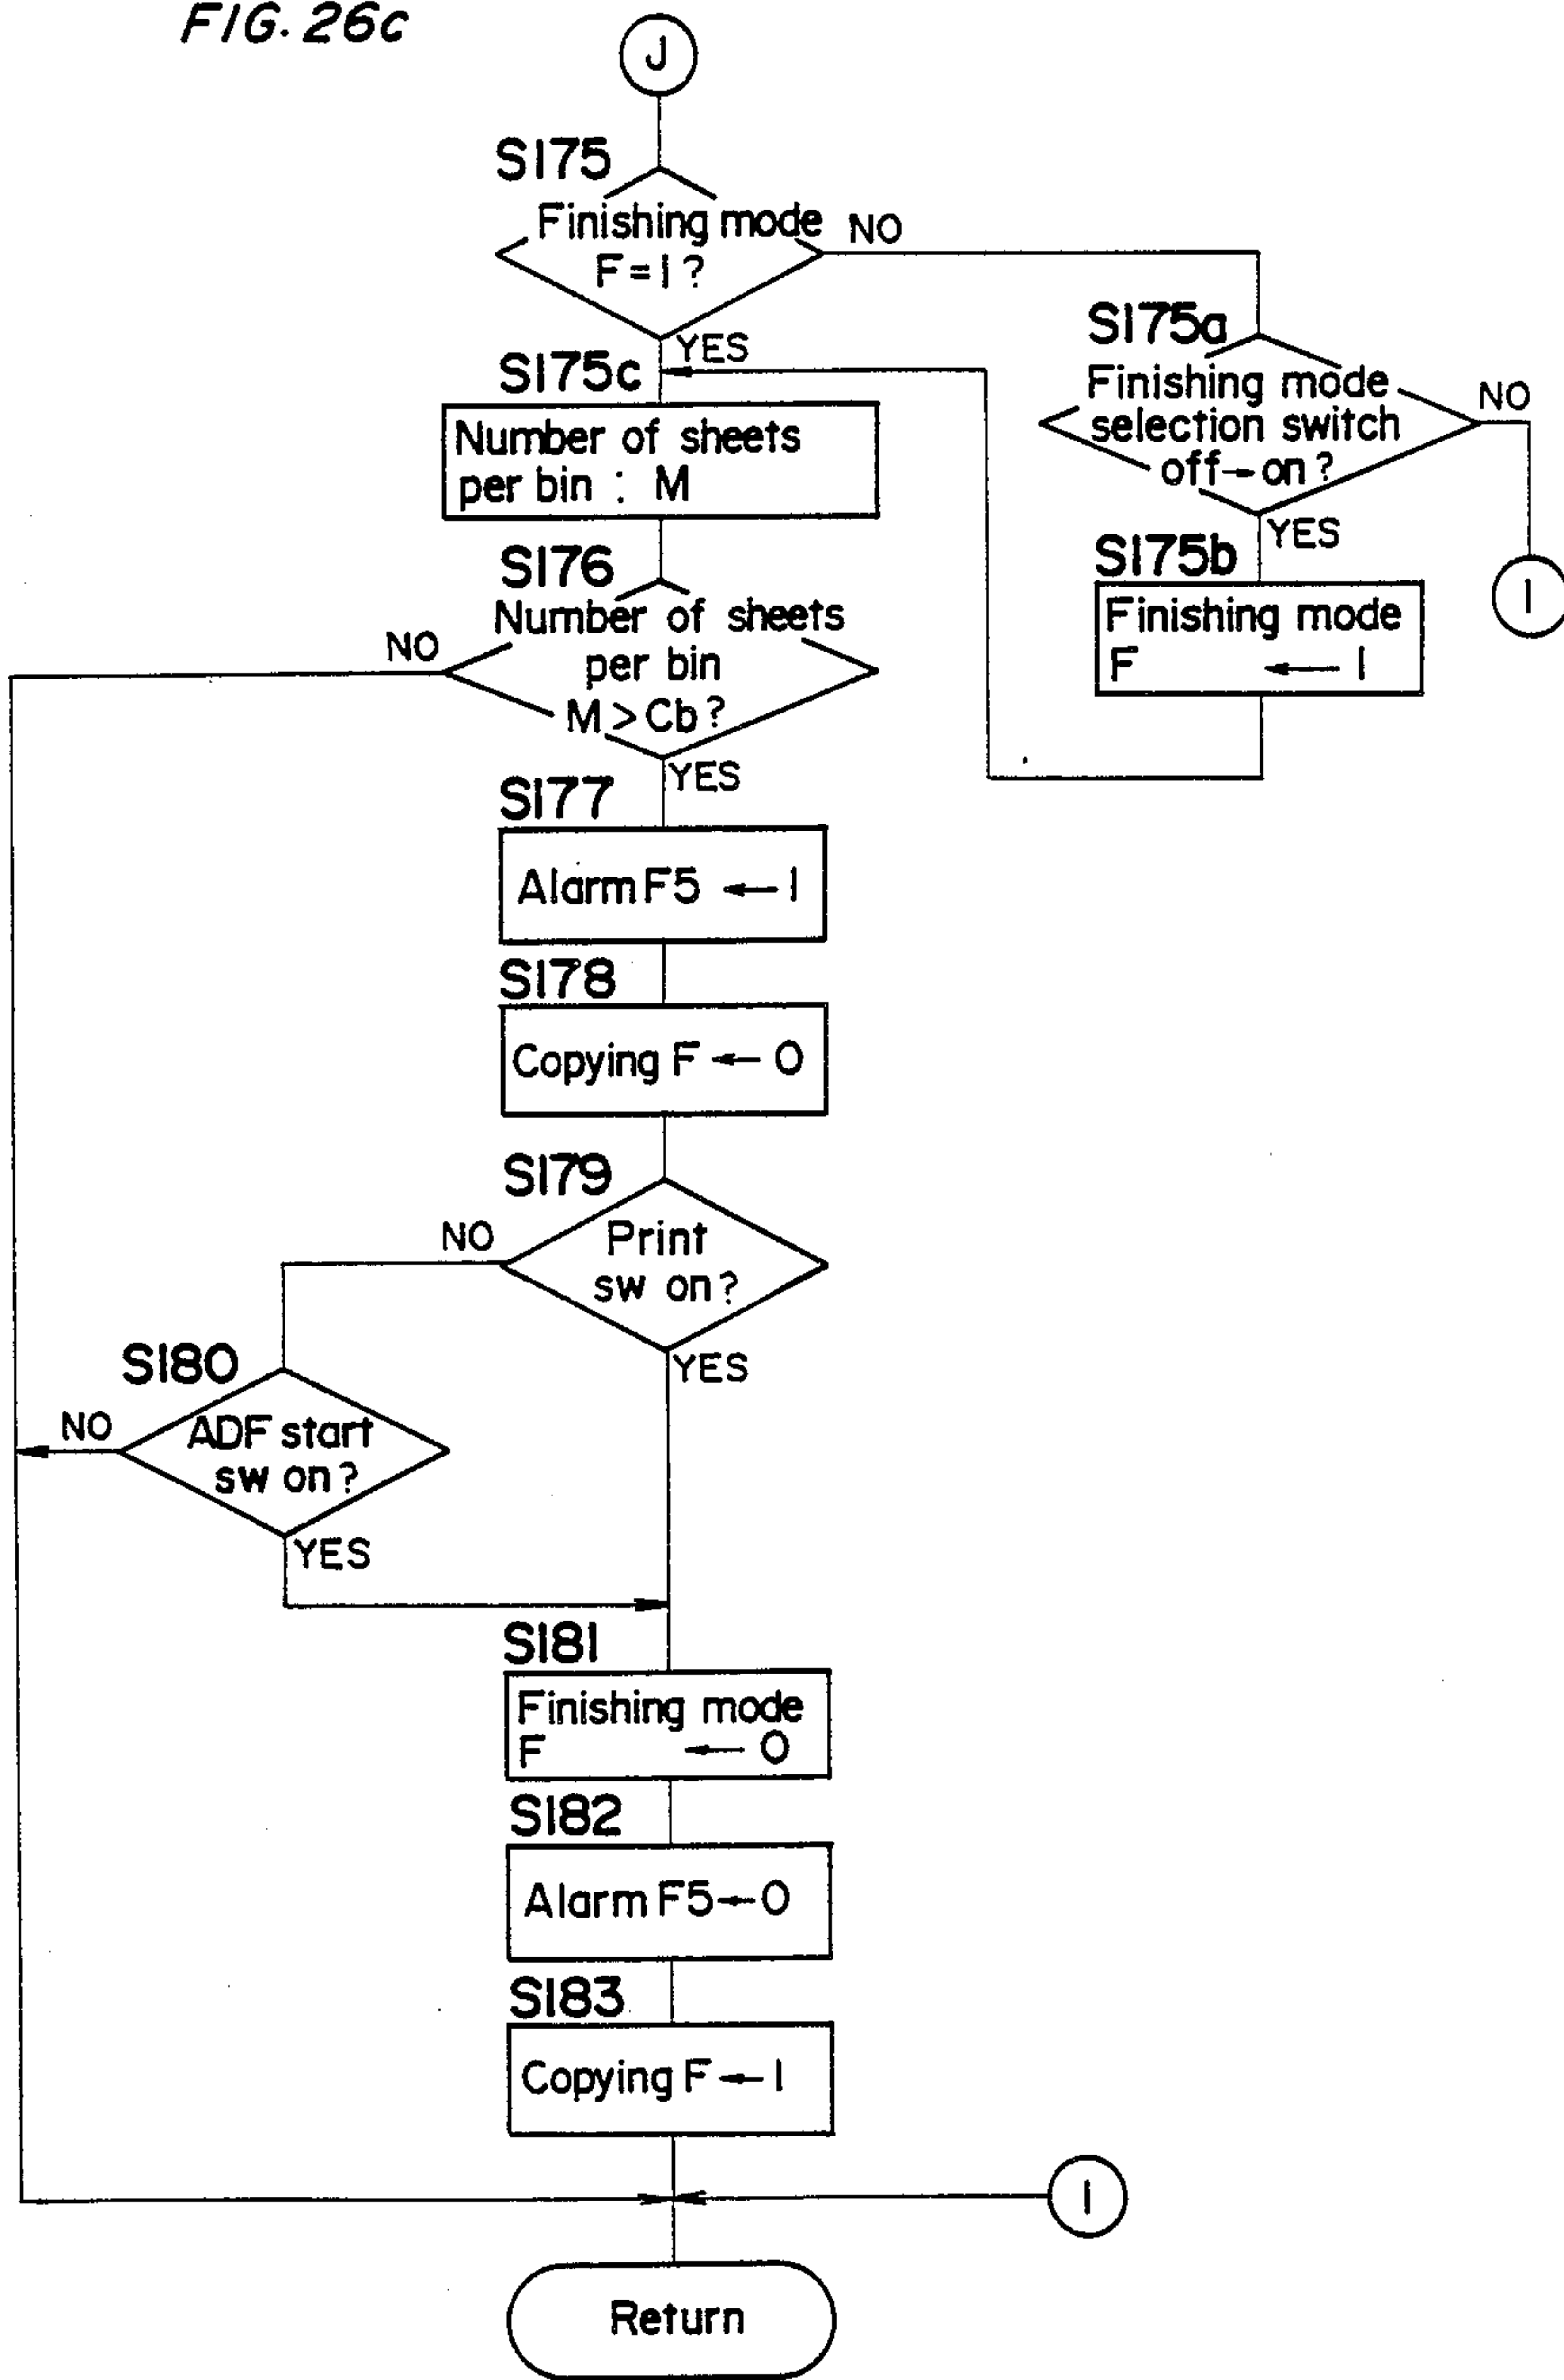 FIG. 26c
J
S175
Finishing mode
F=1?
NO
YES
S175a
Finishing mode
selection switch
off→on?
NO
YES
S175c
Number of sheets
per bin : M
S175b
Finishing mode
F ← 1
I
S176
Number of sheets
per bin
M > Cb?
NO
YES
S177
Alarm F5 ← 1
S178
Copying F ← 0
S179
Print
sw on?
NO
YES
S180
ADF start
sw on?
NO
YES
S181
Finishing mode
F ← 0
S182
Alarm F5 ← 0
S183
Copying F ← 1
I
Return